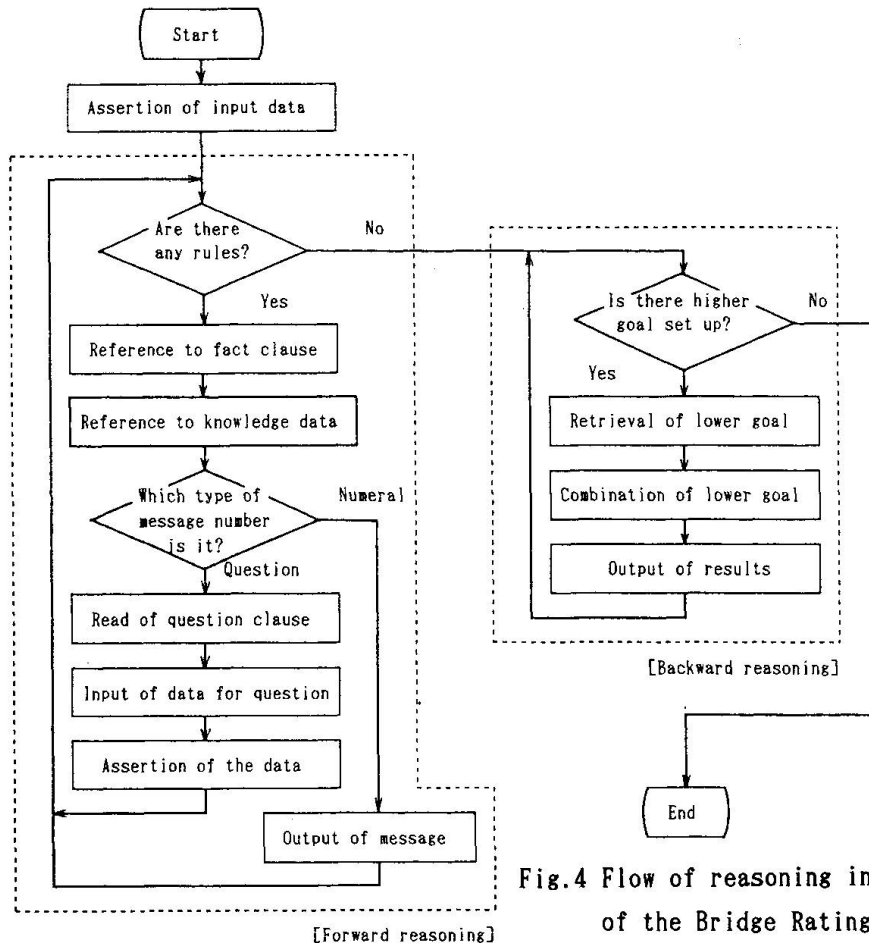 Start
Assertion of input data
Are there
any rules?
No
Yes
Reference to fact clause
Reference to knowledge data
Which type of
message number
is it?
Numeral
Question
Read of question clause
Input of data for question
Assertion of the data
Output of message
[Forward reasoning]
Is there higher
goal set up?
No
Yes
Retrieval of lower goal
Combination of lower goal
Output of results
[Backward reasoning]
End
Fig.4 Flow of reasoning in
of the Bridge Rating